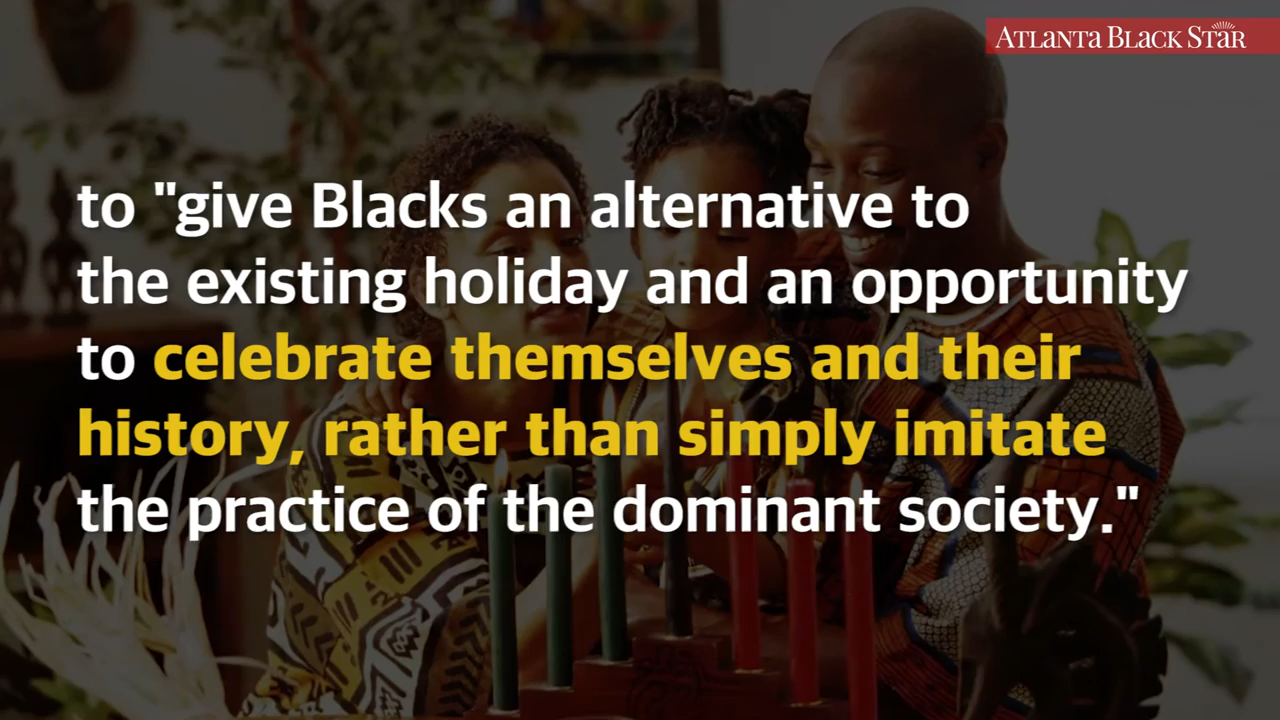 ATLANTA BLACK STAR
to "give Blacks an alternative to
the existing holiday and an opportunity
to celebrate themselves and their
history, rather than simply imitate
the practice of the dominant society."